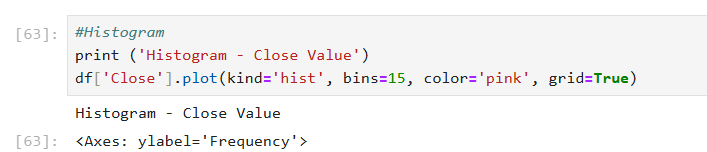 [63]: #Histogram
print ('Histogram - Close Value')
df['Close'].plot(kind='hist', bins=15, color='pink', grid=True)
Histogram - Close Value
[63]: <Axes: ylabel='Frequency'>